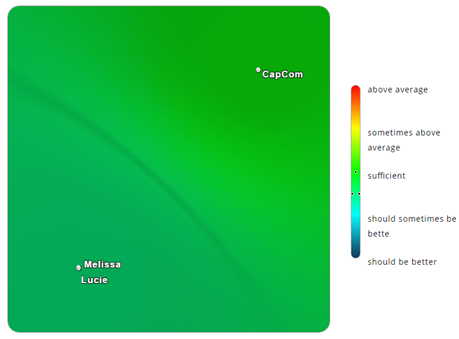 CapCom
Melissa
Lucie
above average
sometimes above
average
sufficient
should sometimes be
bette
should be better